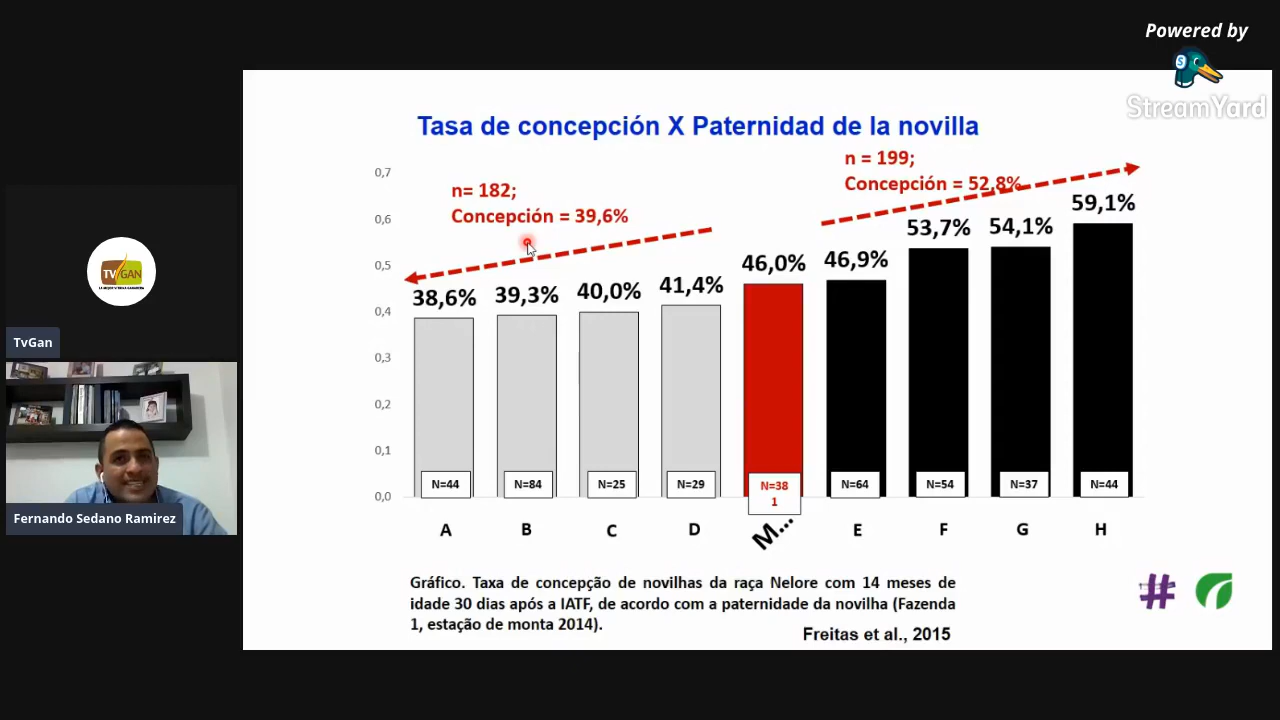 Powered by
StreamYard
Tasa de concepción X Paternidad de la novilla
n = 199;
Concepción = 52,8%
n= 182;
Concepción = 39,6%
0,7
0,6
0,5
0,4
0,3
0,2
0,1
0,0
38,6%
39,3%
40,0%
41,4%
46,0%
46,9%
53,7%
54,1%
59,1%
N=44
N=84
N=25
N=29
N=38
1
N=64
N=54
N=37
N=44
A
B
C
D
M...
E
F
G
H
Gráfico. Taxa de concepção de novilhas da raça Nelore com 14 meses de
idade 30 dias após a IATF, de acordo com a paternidade da novilha (Fazenda
1, estação de monta 2014).
Freitas et al., 2015
TV GAN
TvGan
Fernando Sedano Ramirez